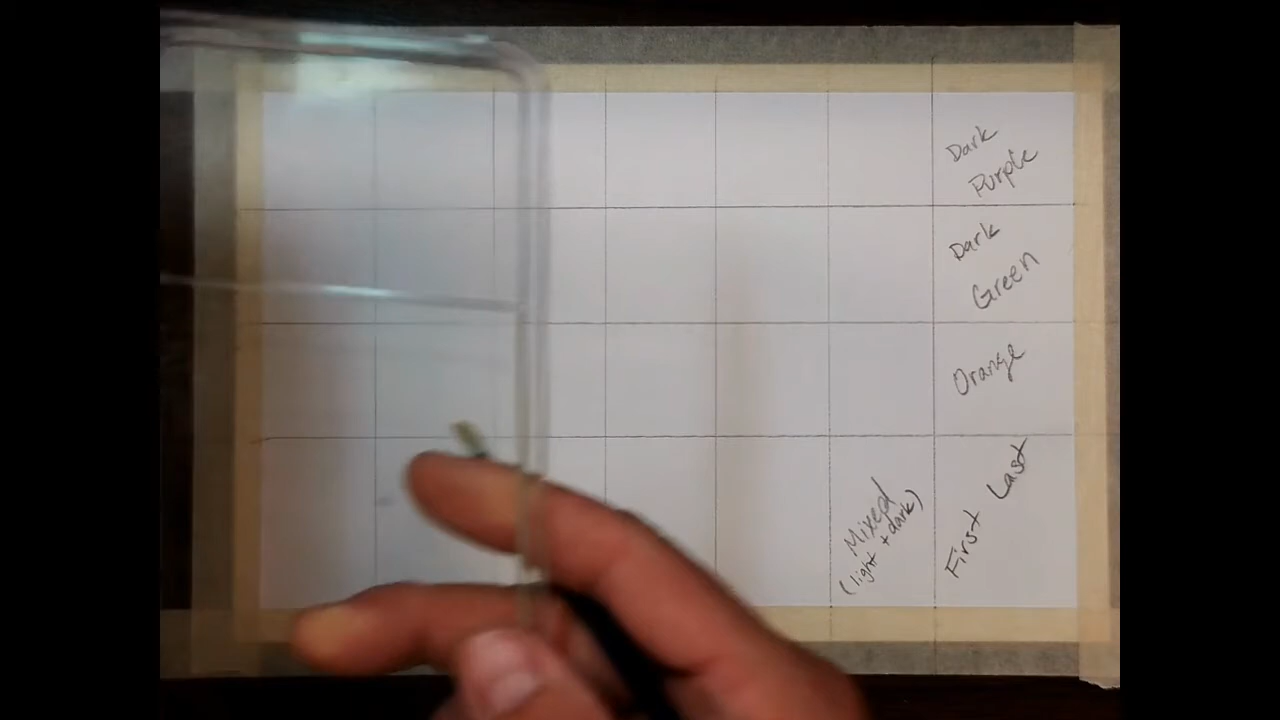 Dark
Purple
Dark
Green
Orange
Mixed
(light + dark)
First Last